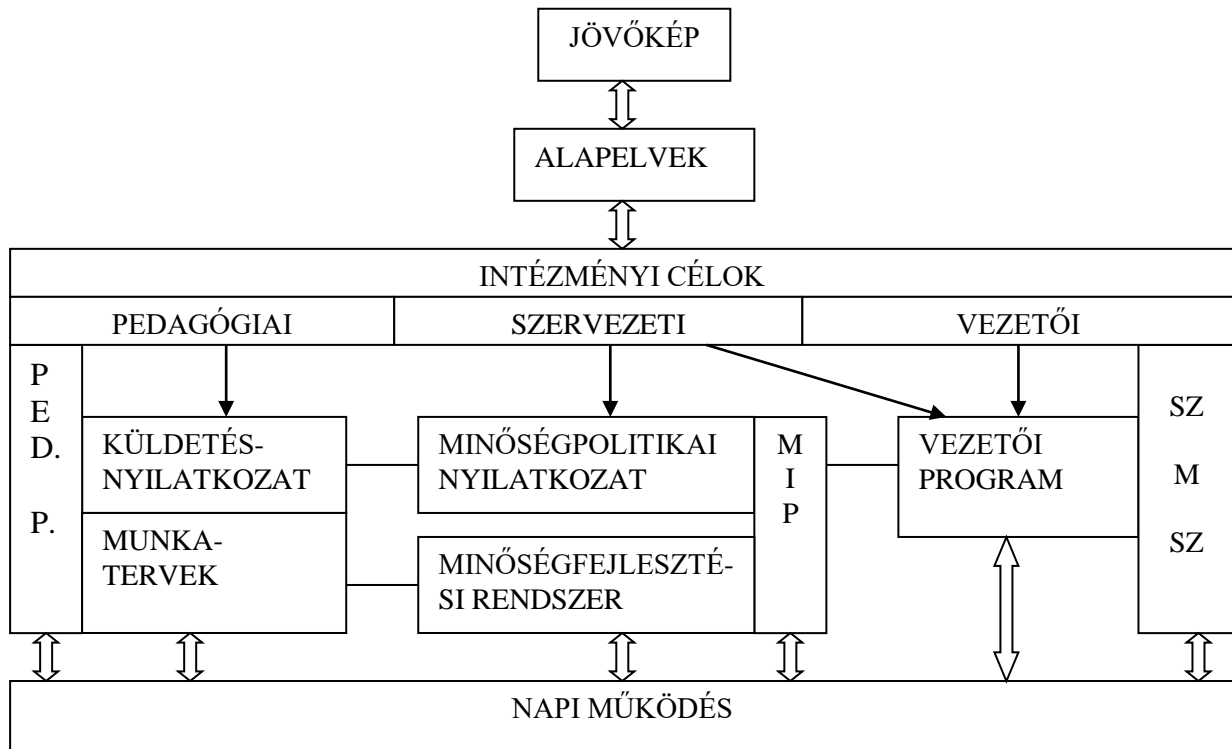 JÖVŐKÉP
ALAPELVEK
INTÉZMÉNYI CÉLOK
PEDAGÓGIAI
SZERVEZETI
VEZETŐI
P
E
D.
P.
KÜLDETÉS-
NYILATKOZAT
MUNKA-
TERVEK
MINŐSÉGPOLITIKAI
NYILATKOZAT
MINŐSÉGFEJLESZTÉ-
SI RENDSZER
M
I
P
VEZETŐI
PROGRAM
SZ
M
SZ
NAPI MŰKÖDÉS